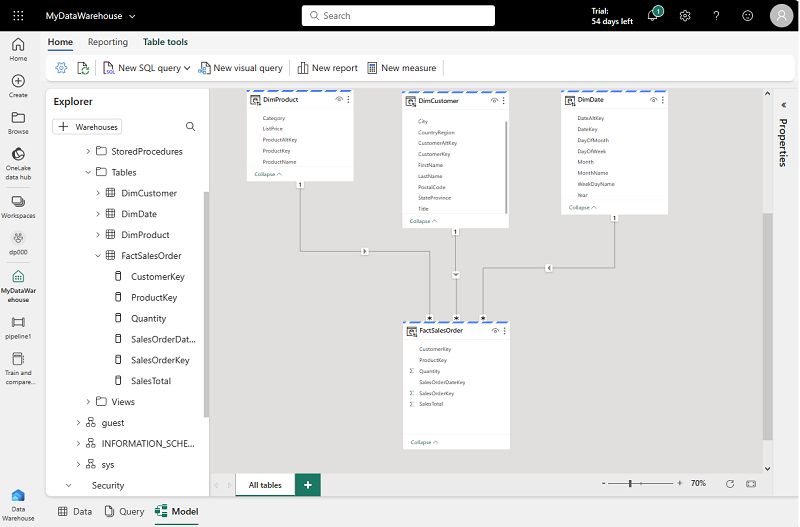 MyDataWarehouse
Search
Trial:
54 days left
1
Home
Reporting
Table tools
New SQL query
New visual query
New report
New measure
Home
Create
Browse
OneLake
data hub
Workspaces
dp000
MyDataWar
ehouse
pipeline1
Train and
compare...
Data
Warehouse
Explorer
+ Warehouses
StoredProcedures
Tables
DimCustomer
DimDate
DimProduct
FactSalesOrder
CustomerKey
ProductKey
Quantity
SalesOrderDat...
SalesOrderKey
SalesTotal
Views
guest
INFORMATION_SCHE...
sys
Security
DimProduct
Category
ListPrice
ProductAltKey
ProductKey
ProductName
Collapse
1
DimCustomer
City
CountryRegion
CustomerAltKey
CustomerKey
FirstName
LastName
PostalCode
StateProvince
Title
Collapse
1
DimDate
DateAltKey
DateKey
DayOfMonth
DayOfWeek
Month
MonthName
WeekDayName
Year
Collapse
1
* * *
FactSalesOrder
CustomerKey
ProductKey
Σ Quantity
SalesOrderDateKey
Σ SalesOrderKey
Σ SalesTotal
Collapse
Properties
All tables
+
- + 70%
Data
Query
Model